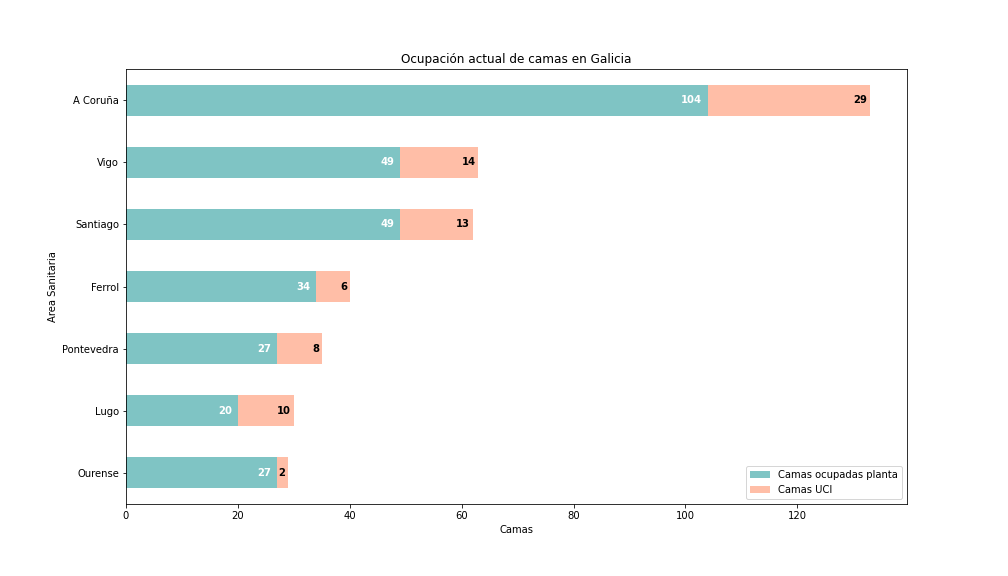 Ocupación actual de camas en Galicia
A Coruña 104 29
Vigo 49 14
Santiago 49 13
Ferrol 34 6
Pontevedra 27 8
Lugo 20 10
Ourense 27 2
Area Sanitaria
Camas ocupadas planta
Camas UCI
0 20 40 60 80 100 120
Camas